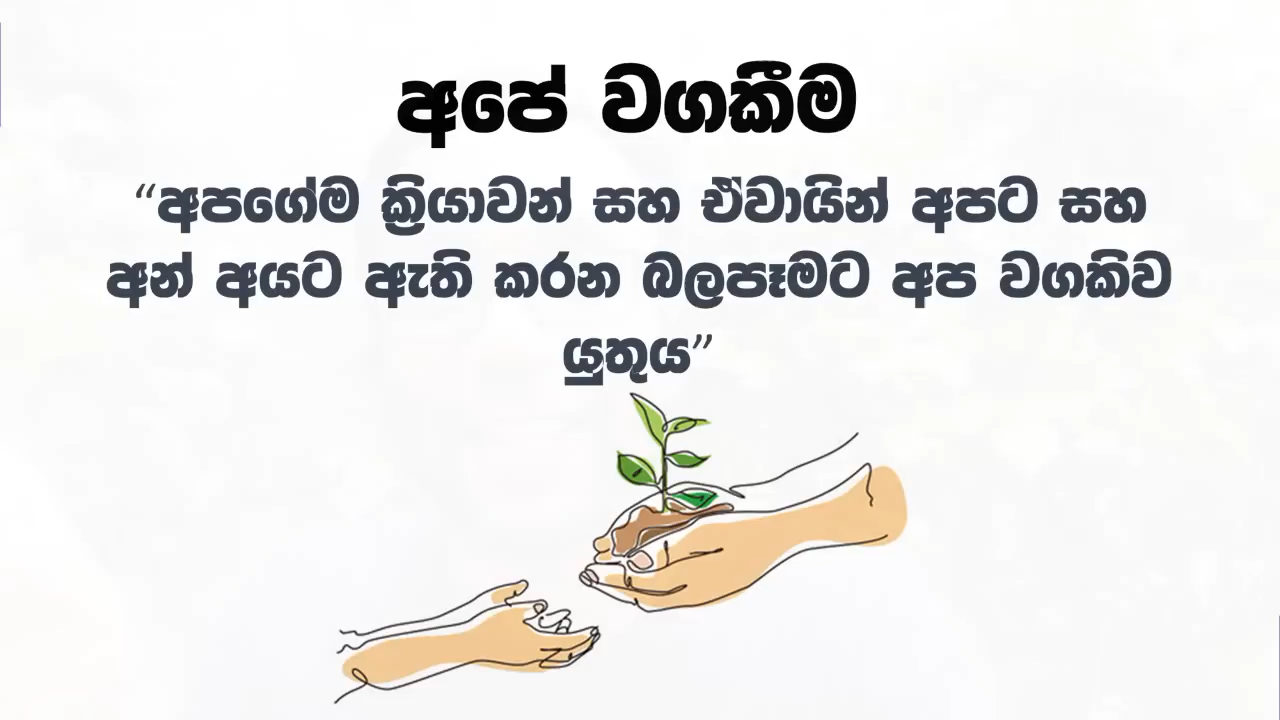 අපේ වගකීම
“අපගේම ක්‍රියාවන් සහ ඒවායින් අපට සහ
අන් අයට ඇති කරන බලපෑමට අප වගකිව
යුතුය”